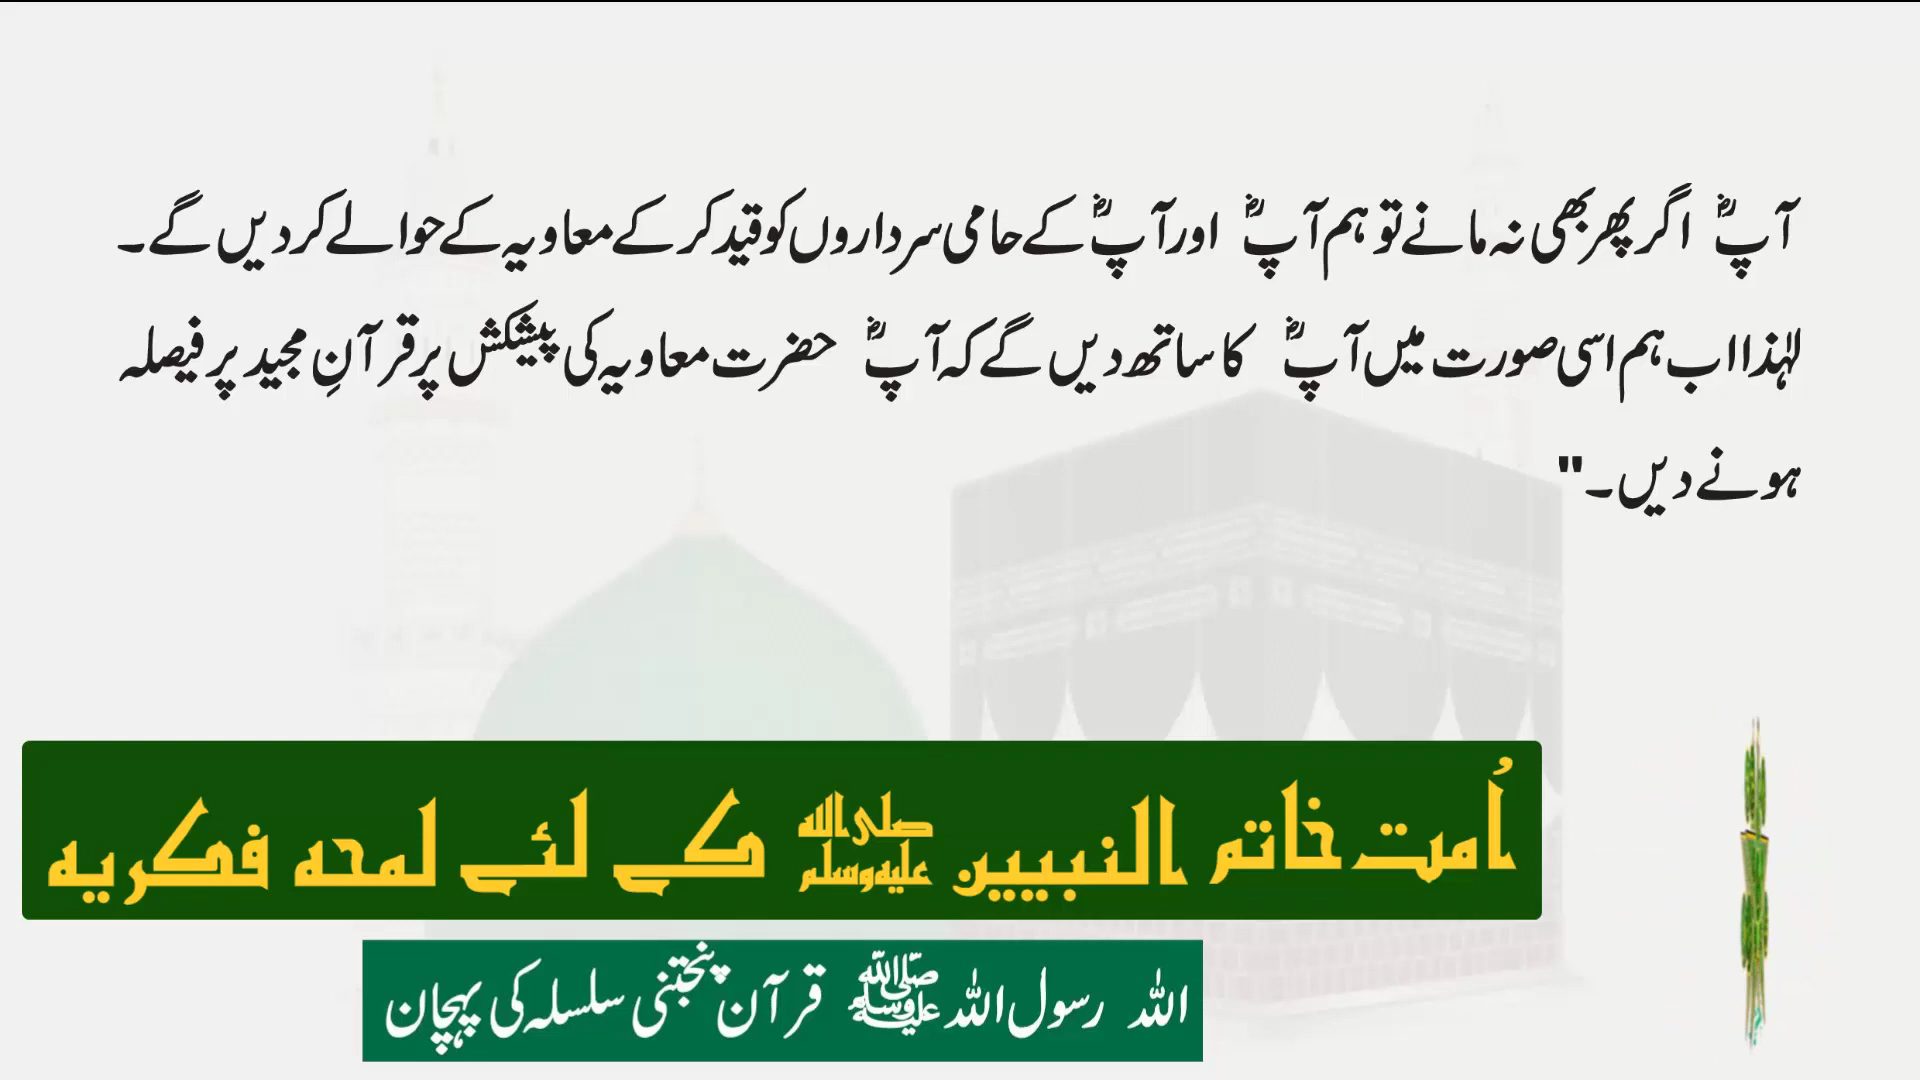 آپؓ اگر پھر بھی نہ مانے تو ہم آپؓ اور آپؓ کے حامی سرداروں کو قید کر کے معاویہ کے حوالے کر دیں گے۔
لہٰذا اب ہم اسی صورت میں آپؓ کا ساتھ دیں گے کہ آپؓ حضرت معاویہ کی پیشکش پر قرآنِ مجید پر فیصلہ
ہونے دیں۔"
اُمت خاتم النبیین ﷺ کے لئے لمحہ فکریہ
اللہ رسول اللہ ﷺ قرآن پنجتنی سلسلہ کی پہچان